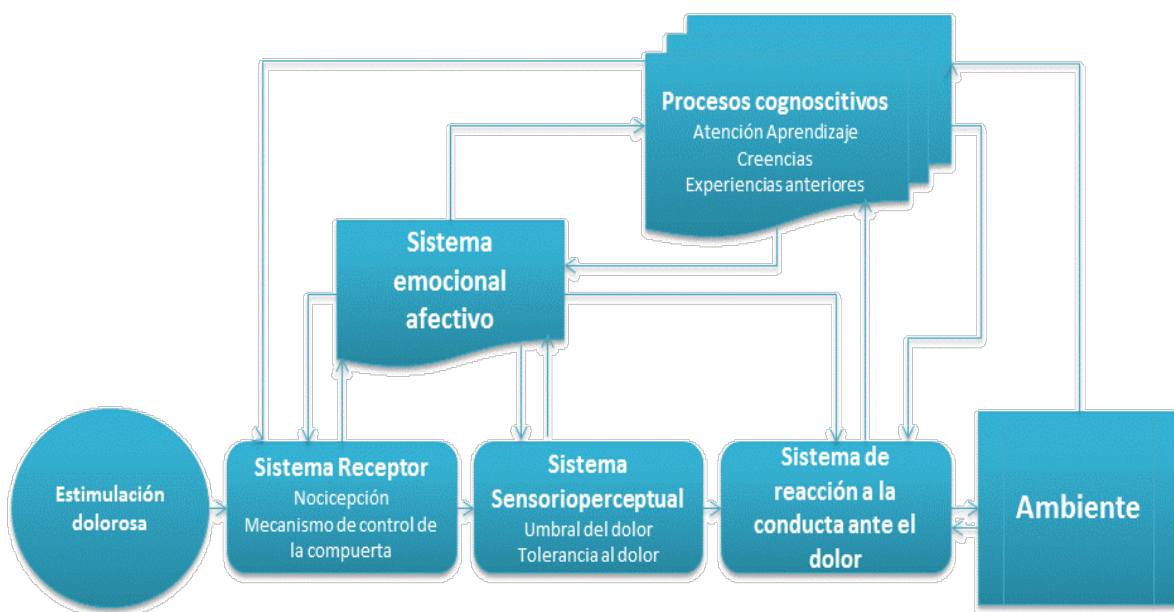 Procesos cognoscitivos
Atención Aprendizaje
Creencias
Experiencias anteriores
Sistema
emocional
afectivo
Estimulación
dolorosa
Sistema Receptor
Nocicepción
Mecanismo de control de
la compuerta
Sistema
Sensorioperceptual
Umbral del dolor
Tolerancia al dolor
Sistema de
reacción a la
conducta ante el
dolor
Ambiente